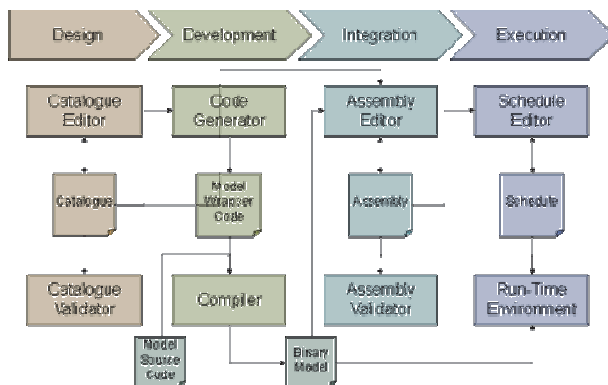 Design
Development
Integration
Execution
Catalogue
Editor
Code
Generator
Assembly
Editor
Schedule
Editor
Catalogue
Model
Wrapper
Code
Assembly
Schedule
Catalogue
Validator
Compiler
Assembly
Validator
Run-Time
Environment
Model
Source
Code
Binary
Model